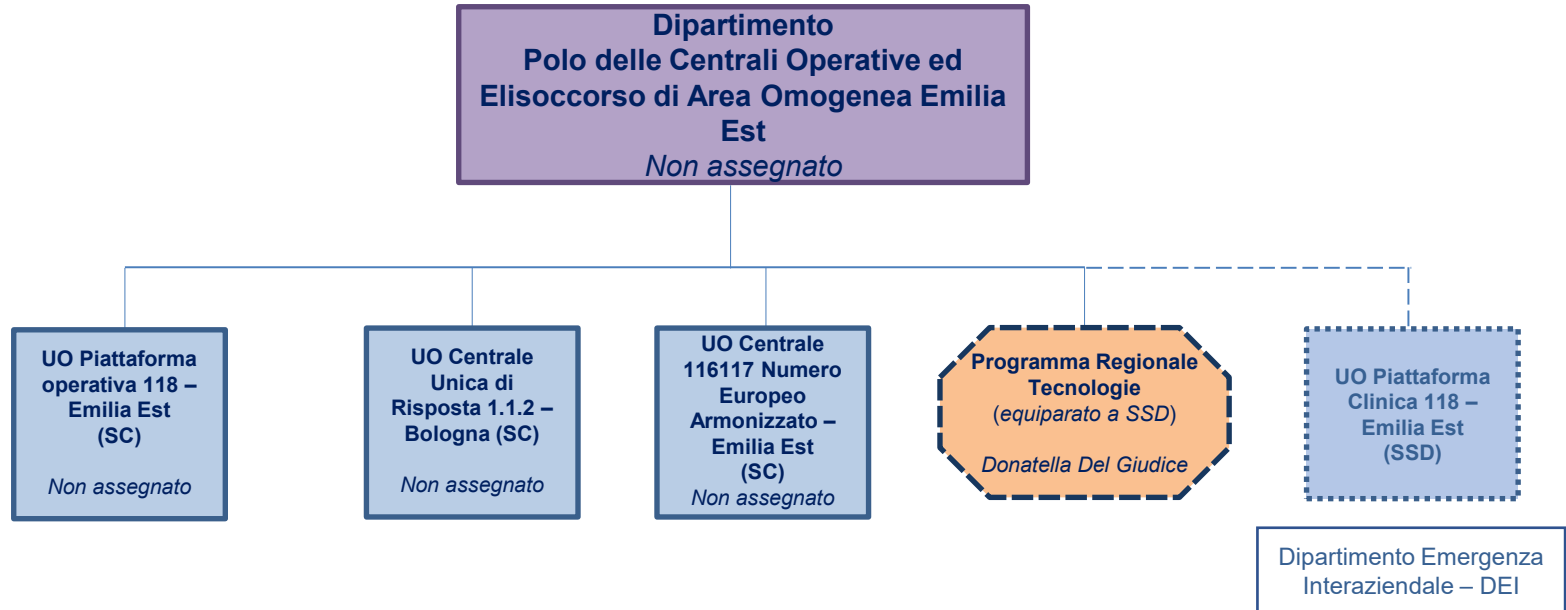 Dipartimento
Polo delle Centrali Operative ed
Elisoccorso di Area Omogenea Emilia
Est
Non assegnato
UO Piattaforma
operativa 118 –
Emilia Est
(SC)
Non assegnato
UO Centrale
Unica di
Risposta 1.1.2 –
Bologna (SC)
Non assegnato
UO Centrale
116117 Numero
Europeo
Armonizzato –
Emilia Est
(SC)
Non assegnato
Programma Regionale
Tecnologie
(equiparato a SSD)
Donatella Del Giudice
UO Piattaforma
Clinica 118 –
Emilia Est
(SSD)
Dipartimento Emergenza
Interaziendale – DEI